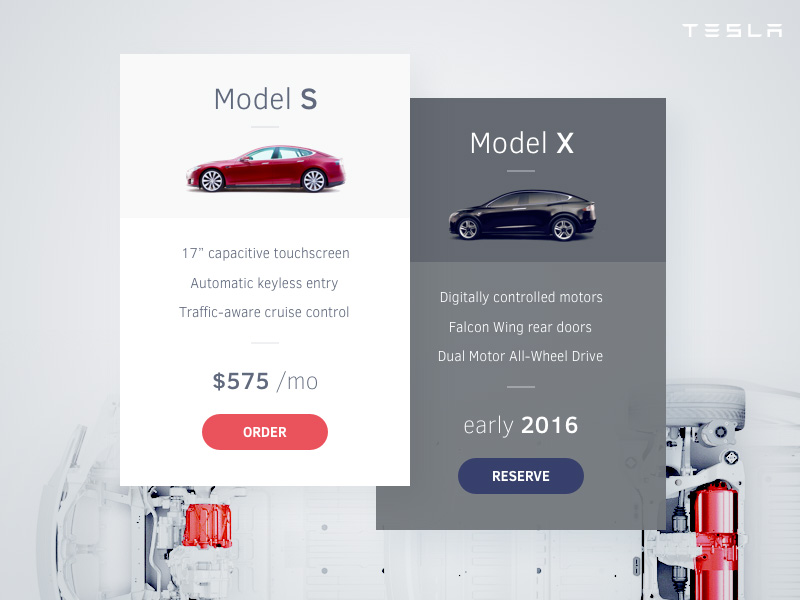 TESLA
Model S
17” capacitive touchscreen
Automatic keyless entry
Traffic-aware cruise control
$575 /mo
ORDER
Model X
Digitally controlled motors
Falcon Wing rear doors
Dual Motor All-Wheel Drive
early 2016
RESERVE